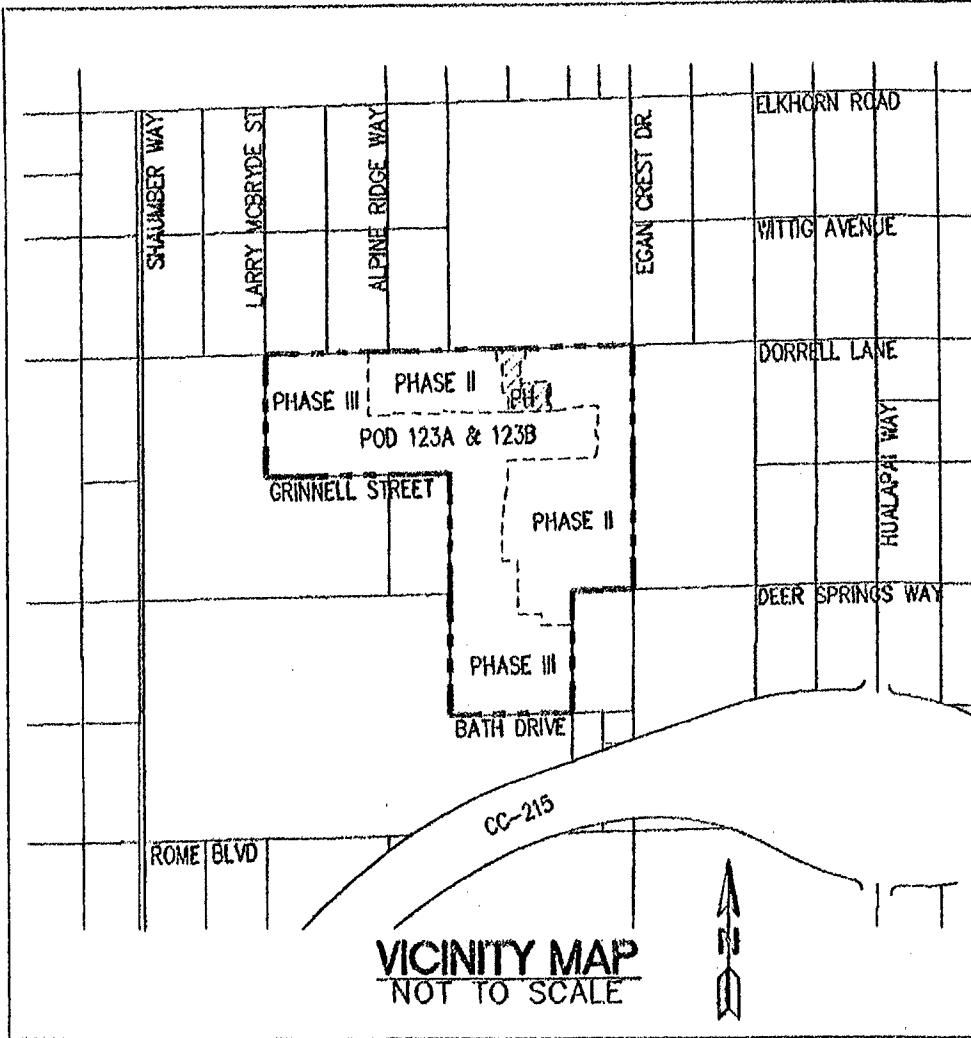 ELKHORN ROAD
SHAUMBER WAY
LARRY MCBRYDE ST
ALPINE RIDGE WAY
EGAN CREST DR.
WITTIG AVENUE
DORRELL LANE
PHASE III
PHASE II
POD 123A & 123B
GRINNELL STREET
HUALAPAI WAY
PHASE II
DEER SPRINGS WAY
PHASE III
BATH DRIVE
CC-215
ROME BLVD
N
VICINITY MAP
NOT TO SCALE